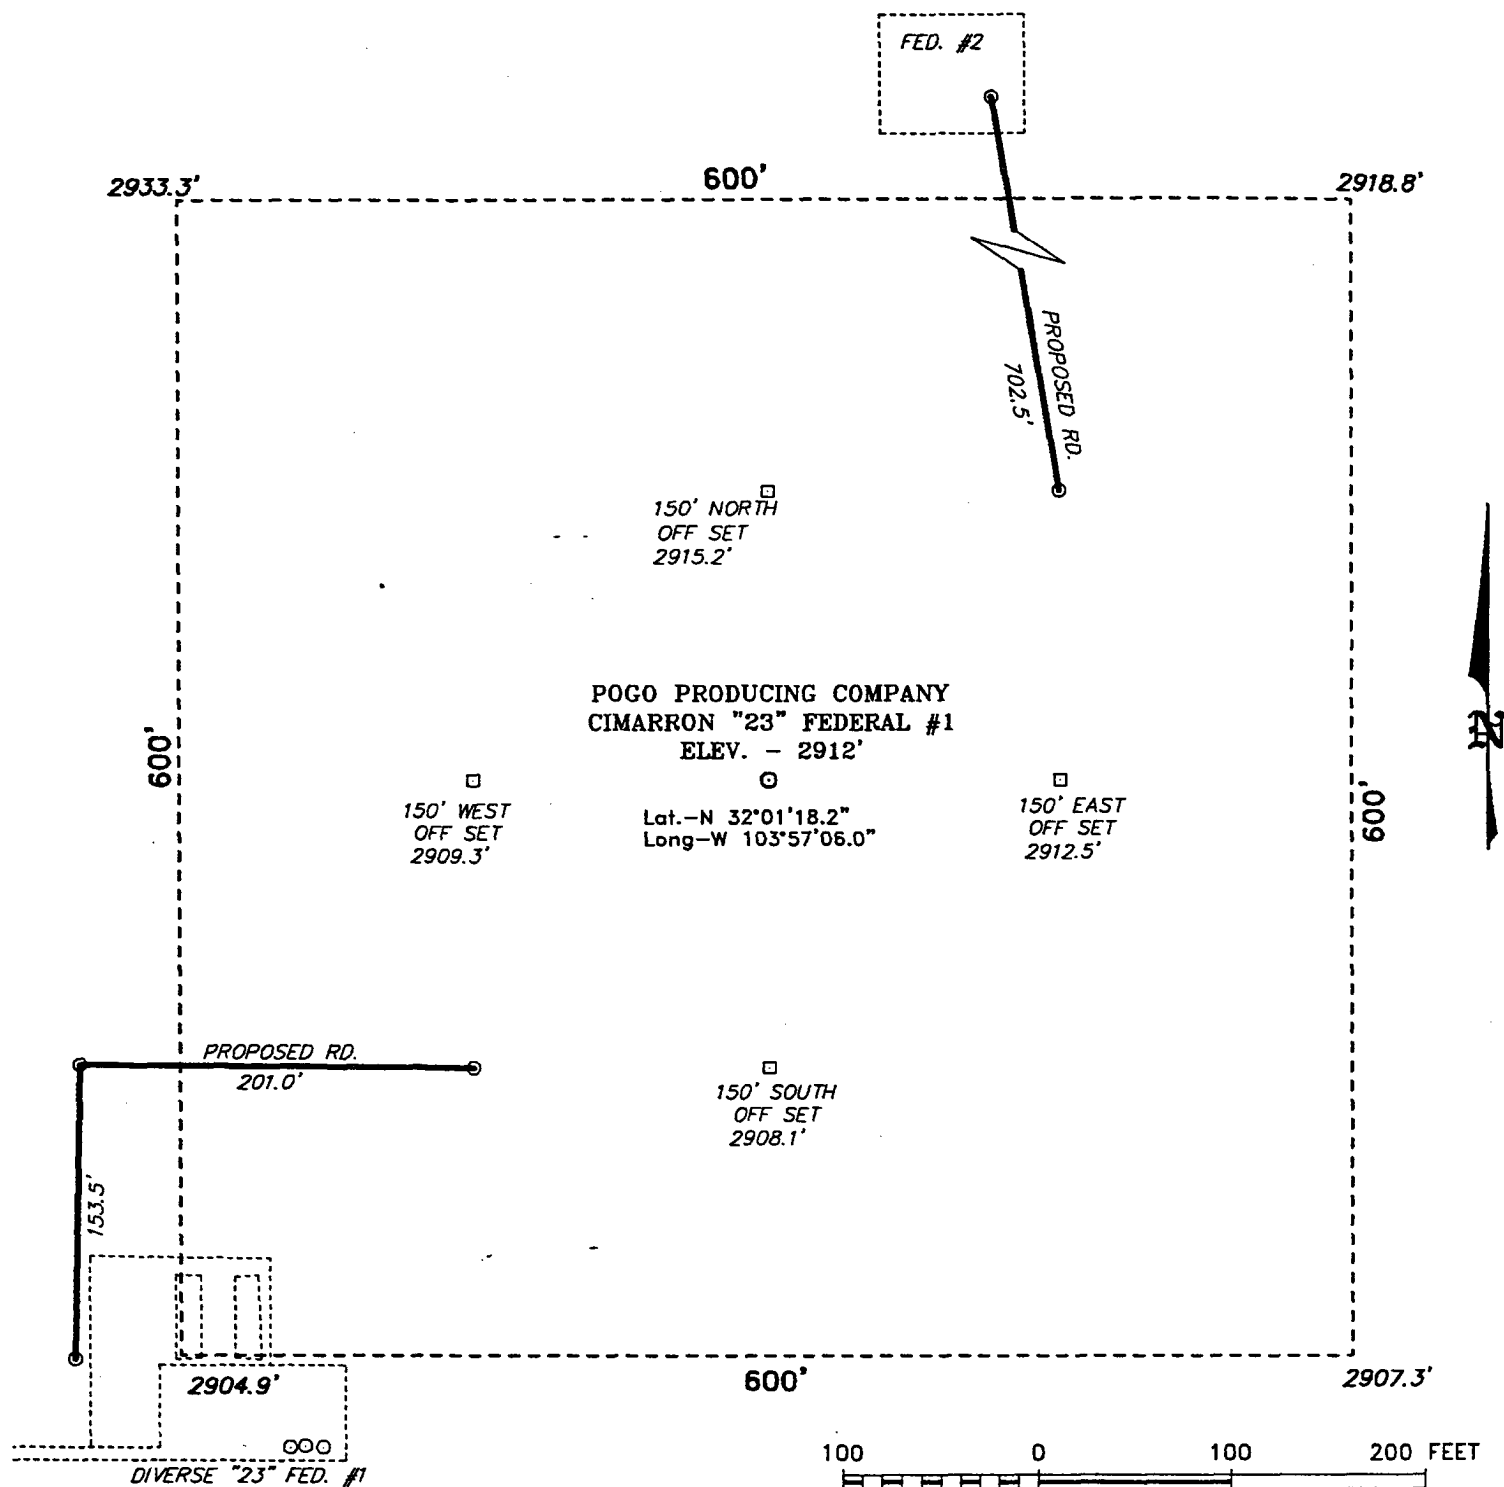 FED. #2
2933.3'
600'
2918.8'
PROPOSED RD.
702.5'
150' NORTH
OFF SET
2915.2'
POGO PRODUCING COMPANY
CIMARRON "23" FEDERAL #1
ELEV. - 2912'
600'
150' WEST
OFF SET
2909.3'
Lat.-N 32°01'18.2"
Long-W 103°57'06.0"
150' EAST
OFF SET
2912.5'
600'
N
PROPOSED RD.
201.0'
150' SOUTH
OFF SET
2908.1'
153.5'
2904.9'
600'
2907.3'
DIVERSE "23" FED. #1
100 0 100 200 FEET